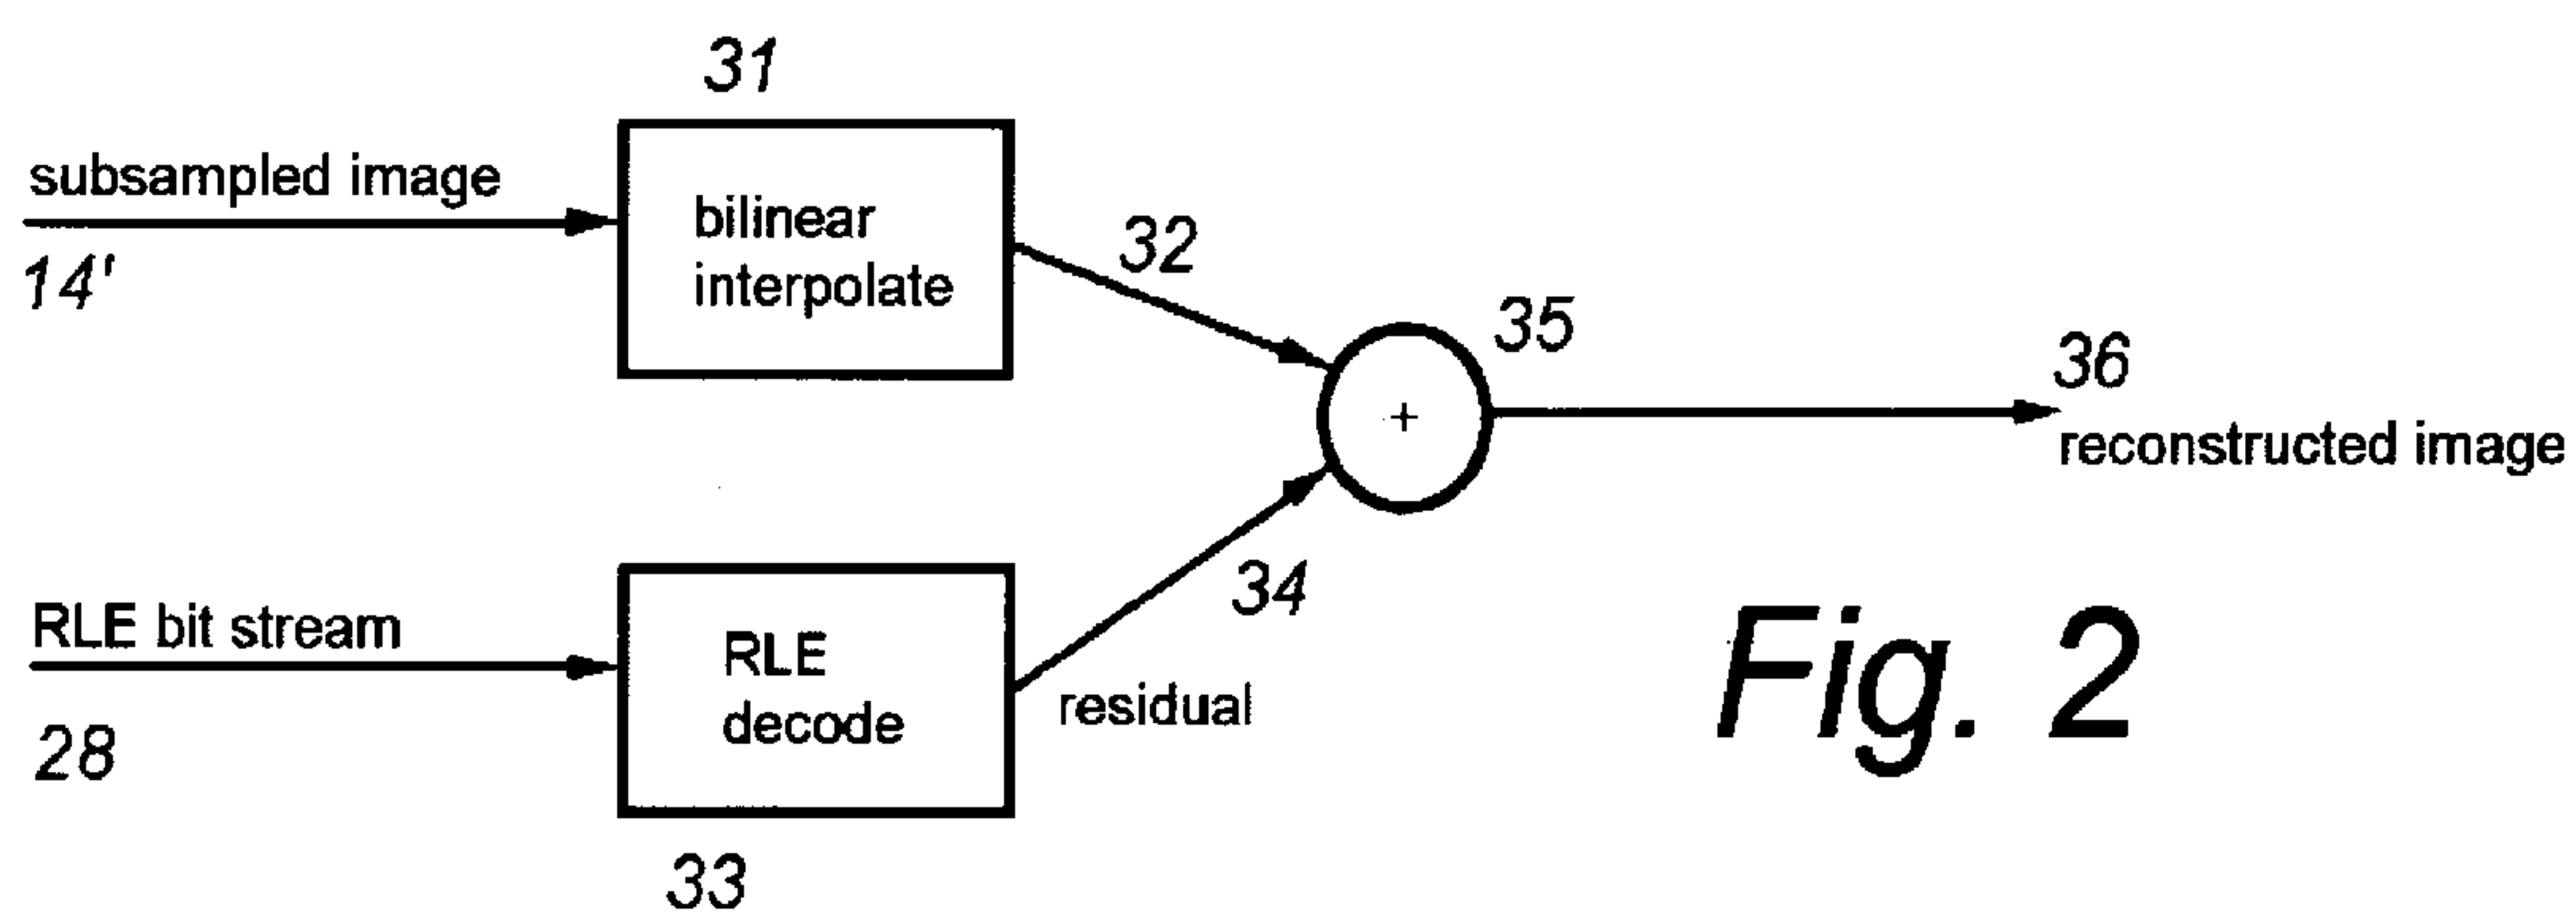 31
subsampled image
14'
bilinear
interpolate
32
35
+
36
reconstructed image
RLE bit stream
28
RLE
decode
33
34
residual
Fig. 2